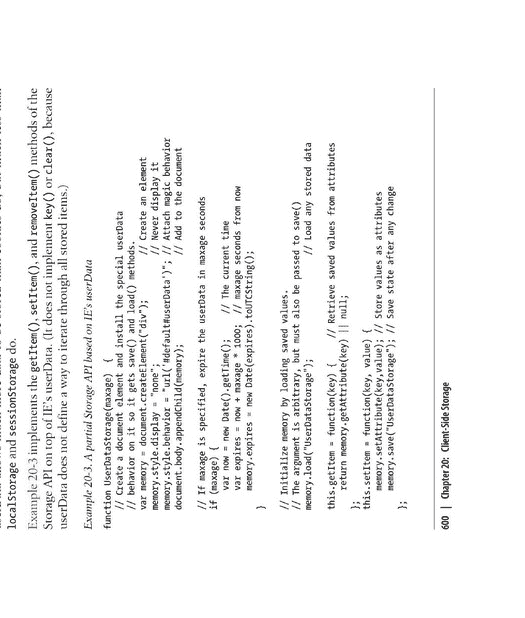 localStorage and sessionStorage do.
Example 20-3 implements the getItem(), setItem(), and removeItem() methods of the
Storage API on top of IE's userData. (It does not implement key() or clear(), because
userData does not define a way to iterate through all stored items.)
Example 20-3. A partial Storage API based on IE's userData
function UserDataStorage(maxage) {
// Create a document element and install the special userData
// behavior on it so it gets save() and load() methods.
var memory = document.createElement("div"); // Create an element
memory.style.display = "none"; // Never display it
memory.style.behavior = "url('#default#userData')"; // Attach magic behavior
document.body.appendChild(memory); // Add to the document
// If maxage is specified, expire the userData in maxage seconds
if (maxage) {
var now = new Date().getTime(); // The current time
var expires = now + maxage * 1000; // maxage seconds from now
memory.expires = new Date(expires).toUTCString();
}
// Initialize memory by loading saved values.
// The argument is arbitrary, but must also be passed to save()
memory.load("UserDataStorage"); // Load any stored data
this.getItem = function(key) { // Retrieve saved values from attributes
return memory.getAttribute(key) || null;
};
this.setItem = function(key, value) {
memory.setAttribute(key,value); // Store values as attributes
memory.save("UserDataStorage"); // Save state after any change
};
600 | Chapter 20: Client-Side Storage